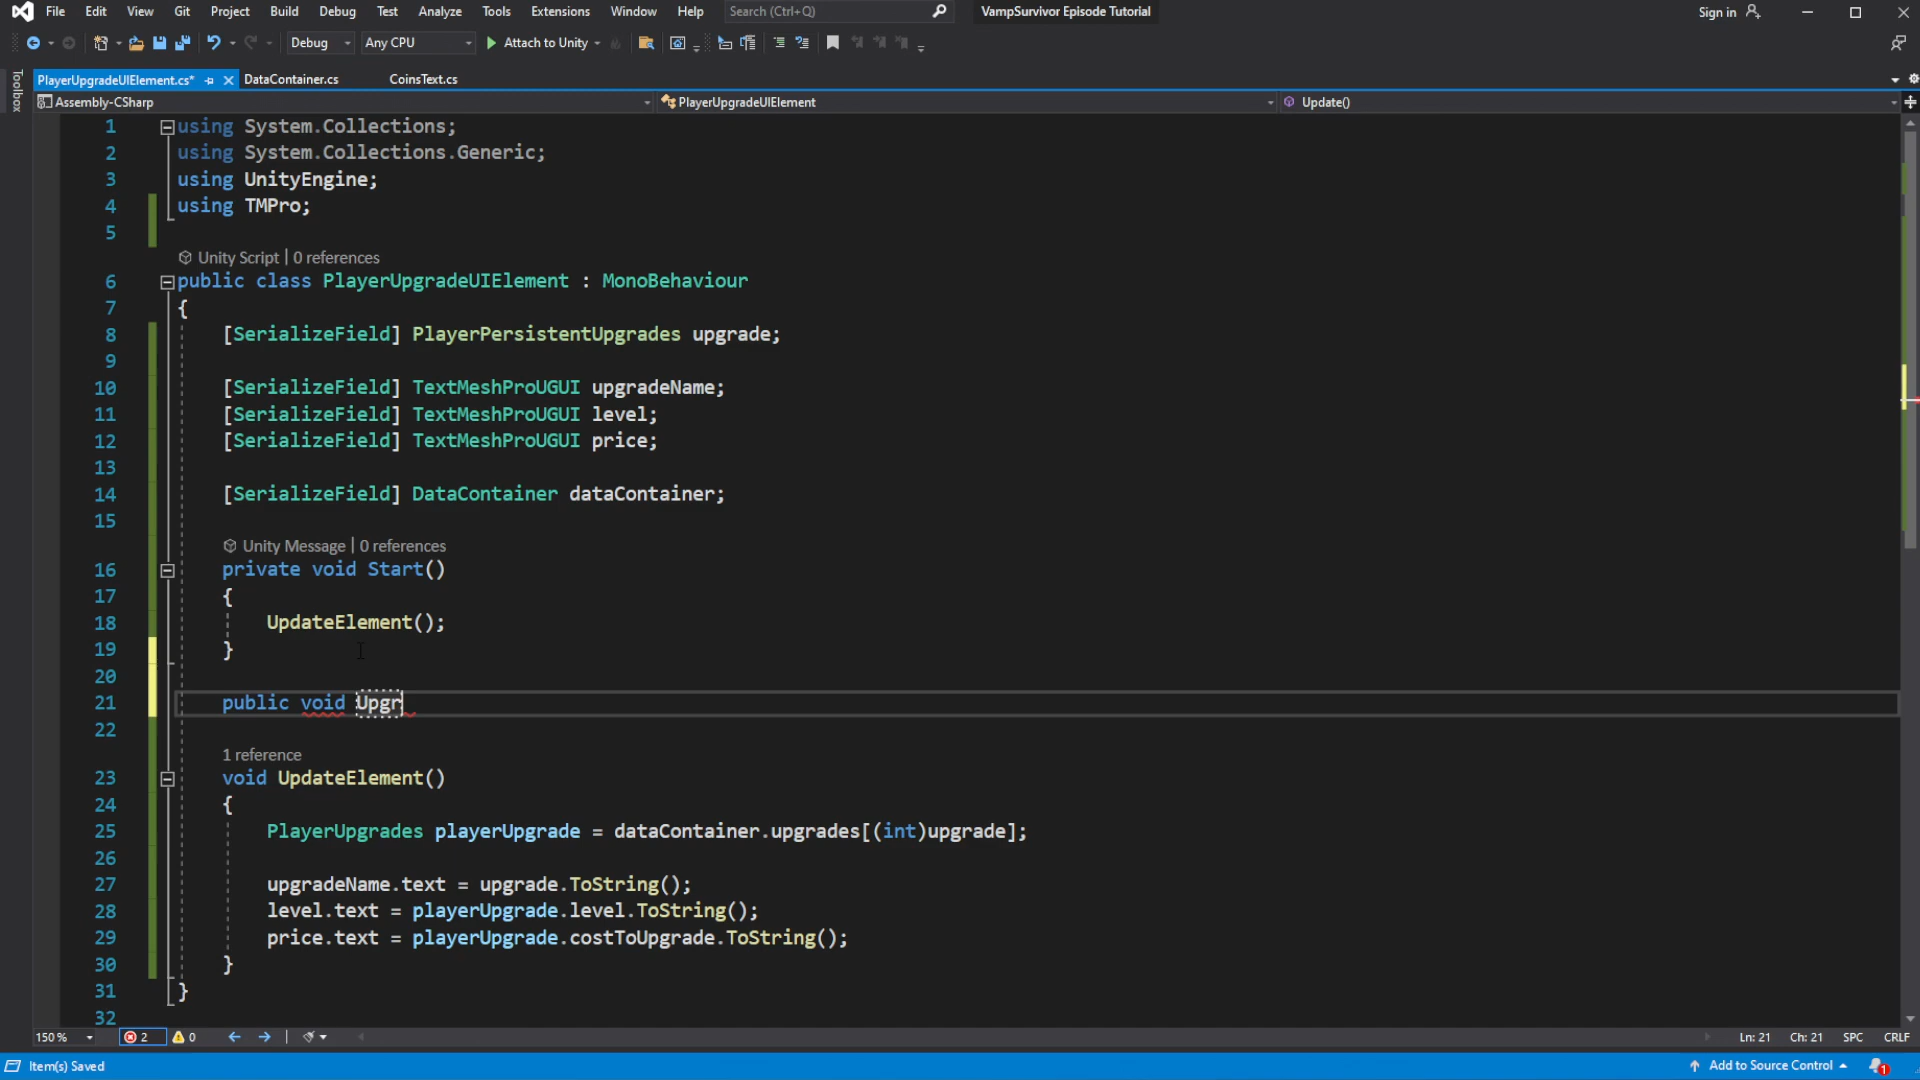 File Edit View Git Project Build Debug Test Analyze Tools Extensions Window Help Search (Ctrl+Q) VampSurvivor Episode Tutorial Sign in
Debug Any CPU Attach to Unity
Toolbox
PlayerUpgradeUIElement.cs* DataContainer.cs CoinsText.cs
Assembly-CSharp PlayerUpgradeUIElement Update()
1 using System.Collections;
2 using System.Collections.Generic;
3 using UnityEngine;
4 using TMPro;
5
Unity Script | 0 references
6 public class PlayerUpgradeUIElement : MonoBehaviour
7 {
8 [SerializeField] PlayerPersistentUpgrades upgrade;
9
10 [SerializeField] TextMeshProUGUI upgradeName;
11 [SerializeField] TextMeshProUGUI level;
12 [SerializeField] TextMeshProUGUI price;
13
14 [SerializeField] DataContainer dataContainer;
15
Unity Message | 0 references
16 private void Start()
17 {
18 UpdateElement();
19 }
20
21 public void Upgr
22
1 reference
23 void UpdateElement()
24 {
25 PlayerUpgrades playerUpgrade = dataContainer.upgrades[(int)upgrade];
26
27 upgradeName.text = upgrade.ToString();
28 level.text = playerUpgrade.level.ToString();
29 price.text = playerUpgrade.costToUpgrade.ToString();
30 }
31 }
32
150 % 2 0 Ln: 21 Ch: 21 SPC CRLF
Item(s) Saved Add to Source Control 1